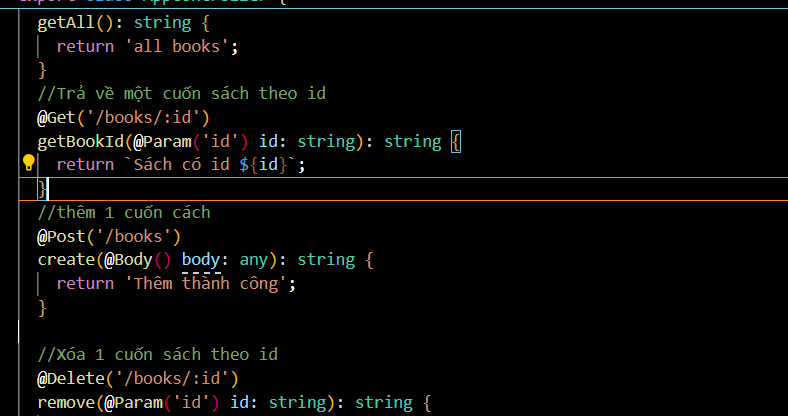 getAll(): string {
return 'all books';
}
//Trả về một cuốn sách theo id
@Get('/books/:id')
getBookId(@Param('id') id: string): string {
return `Sách có id ${id}`;
}
//thêm 1 cuốn cách
@Post('/books')
create(@Body() body: any): string {
return 'Thêm thành công';
}
//Xóa 1 cuốn sách theo id
@Delete('/books/:id')
remove(@Param('id') id: string): string {